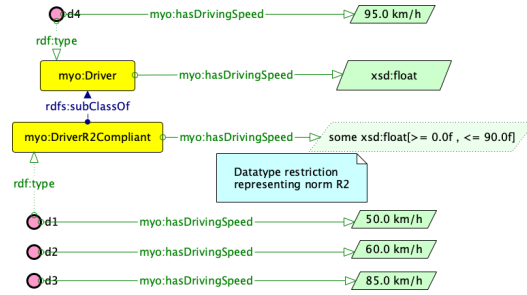 d4 myo:hasDrivingSpeed 95.0 km/h
rdf:type
myo:Driver myo:hasDrivingSpeed xsd:float
rdfs:subClassOf
myo:DriverR2Compliant myo:hasDrivingSpeed some xsd:float[>= 0.0f , <= 90.0f]
Datatype restriction
representing norm R2
rdf:type
d1 myo:hasDrivingSpeed 50.0 km/h
d2 myo:hasDrivingSpeed 60.0 km/h
d3 myo:hasDrivingSpeed 85.0 km/h